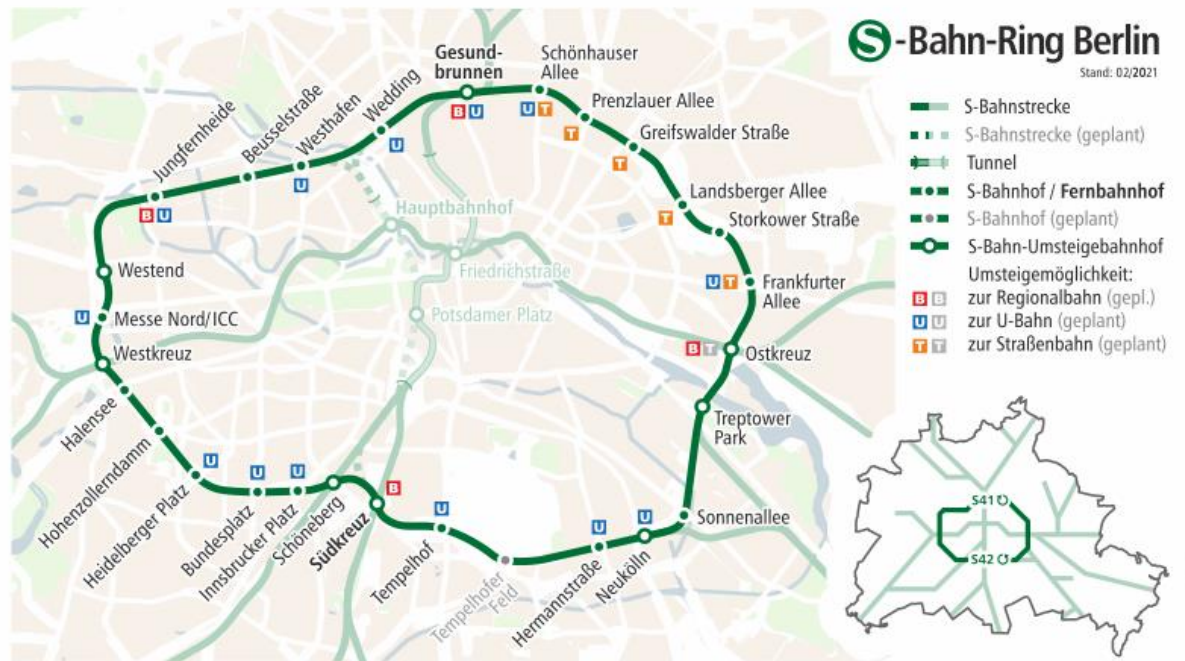 S-Bahn-Ring Berlin
Stand: 02/2021
S-Bahnstrecke
S-Bahnstrecke (geplant)
Tunnel
S-Bahnhof / Fernbahnhof
S-Bahnhof (geplant)
S-Bahn-Umsteigebahnhof
Umsteigemöglichkeit:
B B zur Regionalbahn (gepl.)
U U zur U-Bahn (geplant)
T T zur Straßenbahn (geplant)
Gesund-
brunnen
B U
Schönhauser
Allee
U T
Prenzlauer Allee
T
Greifswalder Straße
T
Landsberger Allee
T
Storkower Straße
Frankfurter
Allee
U T
Ostkreuz
B T
Treptower
Park
Sonnenallee
Neukölln
U
Hermannstraße
U
Tempelhofer
Feld
Tempelhof
U
Südkreuz
B
Schöneberg
Innsbrucker Platz
U
Bundesplatz
U
Heidelberger Platz
U
Hohenzollerndamm
Halensee
Westkreuz
Messe Nord/ICC
U
Westend
Jungfernheide
B U
Beusselstraße
Westhafen
U
Wedding
U
Hauptbahnhof
Friedrichstraße
Potsdamer Platz
S41
S42